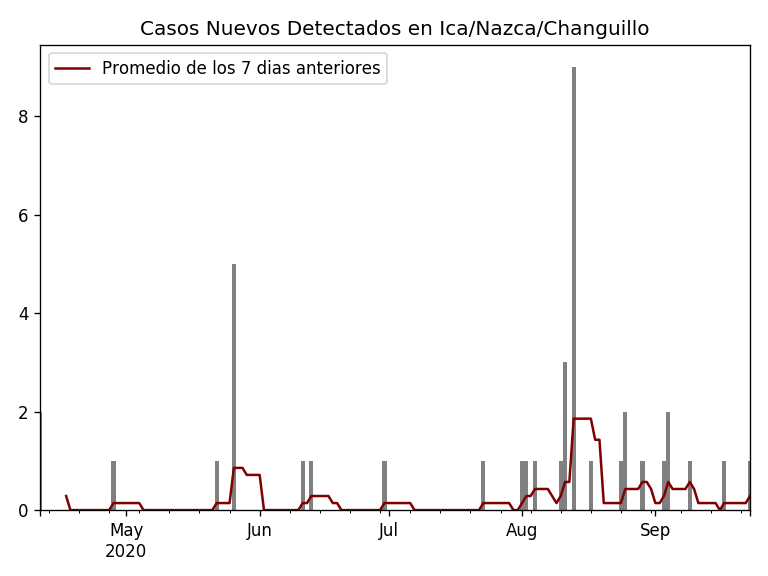 Casos Nuevos Detectados en Ica/Nazca/Changuillo
Promedio de los 7 dias anteriores
8
6
4
2
0
May Jun Jul Aug Sep
2020